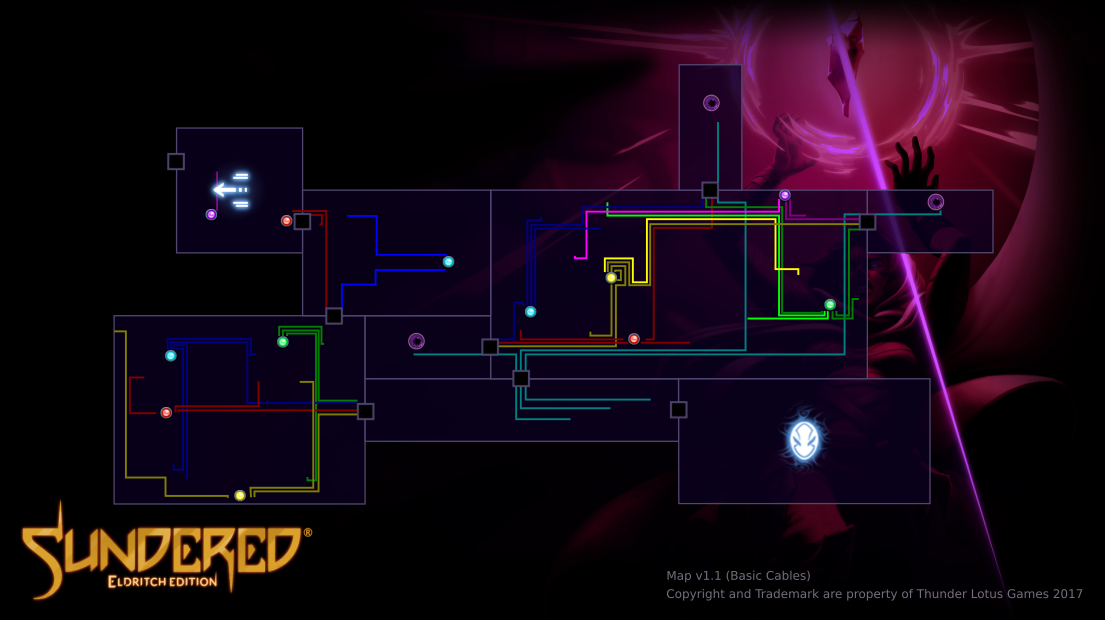 SUNDERED®
ELDRITCH EDITION
Map v1.1 (Basic Cables)
Copyright and Trademark are property of Thunder Lotus Games 2017